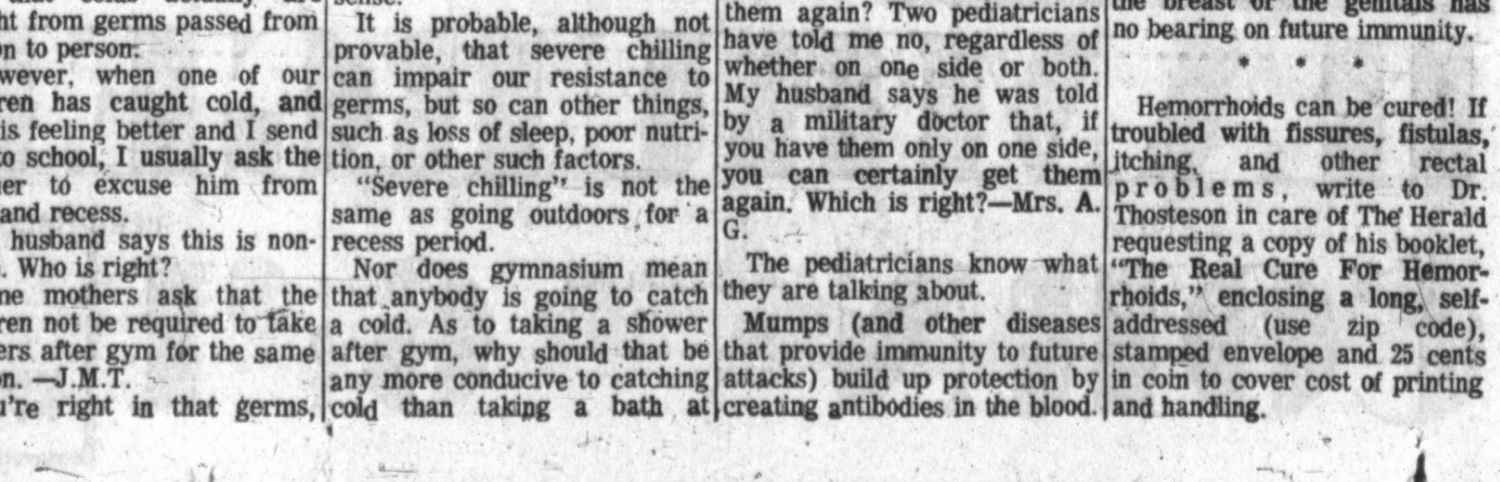 ht from germs passed from
on to person.
wever, when one of our
ren has caught cold, and
is feeling better and I send
to school, I usually ask the
er to excuse him from
and recess.
husband says this is non-
. Who is right?
me mothers ask that the
ren not be required to take
ers after gym for the same
on. —J.M.T.
u're right in that germs,
sense.
It is probable, although not
provable, that severe chilling
can impair our resistance to
germs, but so can other things,
such as loss of sleep, poor nutri-
tion, or other such factors.
"Severe chilling" is not the
same as going outdoors for a
recess period.
Nor does gymnasium mean
that anybody is going to catch
a cold. As to taking a shower
after gym, why should that be
any more conducive to catching
cold than taking a bath at
them again? Two pediatricians
have told me no, regardless of
whether on one side or both.
My husband says he was told
by a military doctor that, if
you have them only on one side,
you can certainly get them
again. Which is right?—Mrs. A.
G.
The pediatricians know what
they are talking about.
Mumps (and other diseases
that provide immunity to future
attacks) build up protection by
creating antibodies in the blood.
the breast or the genitals has
no bearing on future immunity.
* * *
Hemorrhoids can be cured! If
troubled with fissures, fistulas,
itching, and other rectal
problems, write to Dr.
Thosteson in care of The Herald
requesting a copy of his booklet,
"The Real Cure For Hemor-
rhoids," enclosing a long, self-
addressed (use zip code),
stamped envelope and 25 cents
in coin to cover cost of printing
and handling.